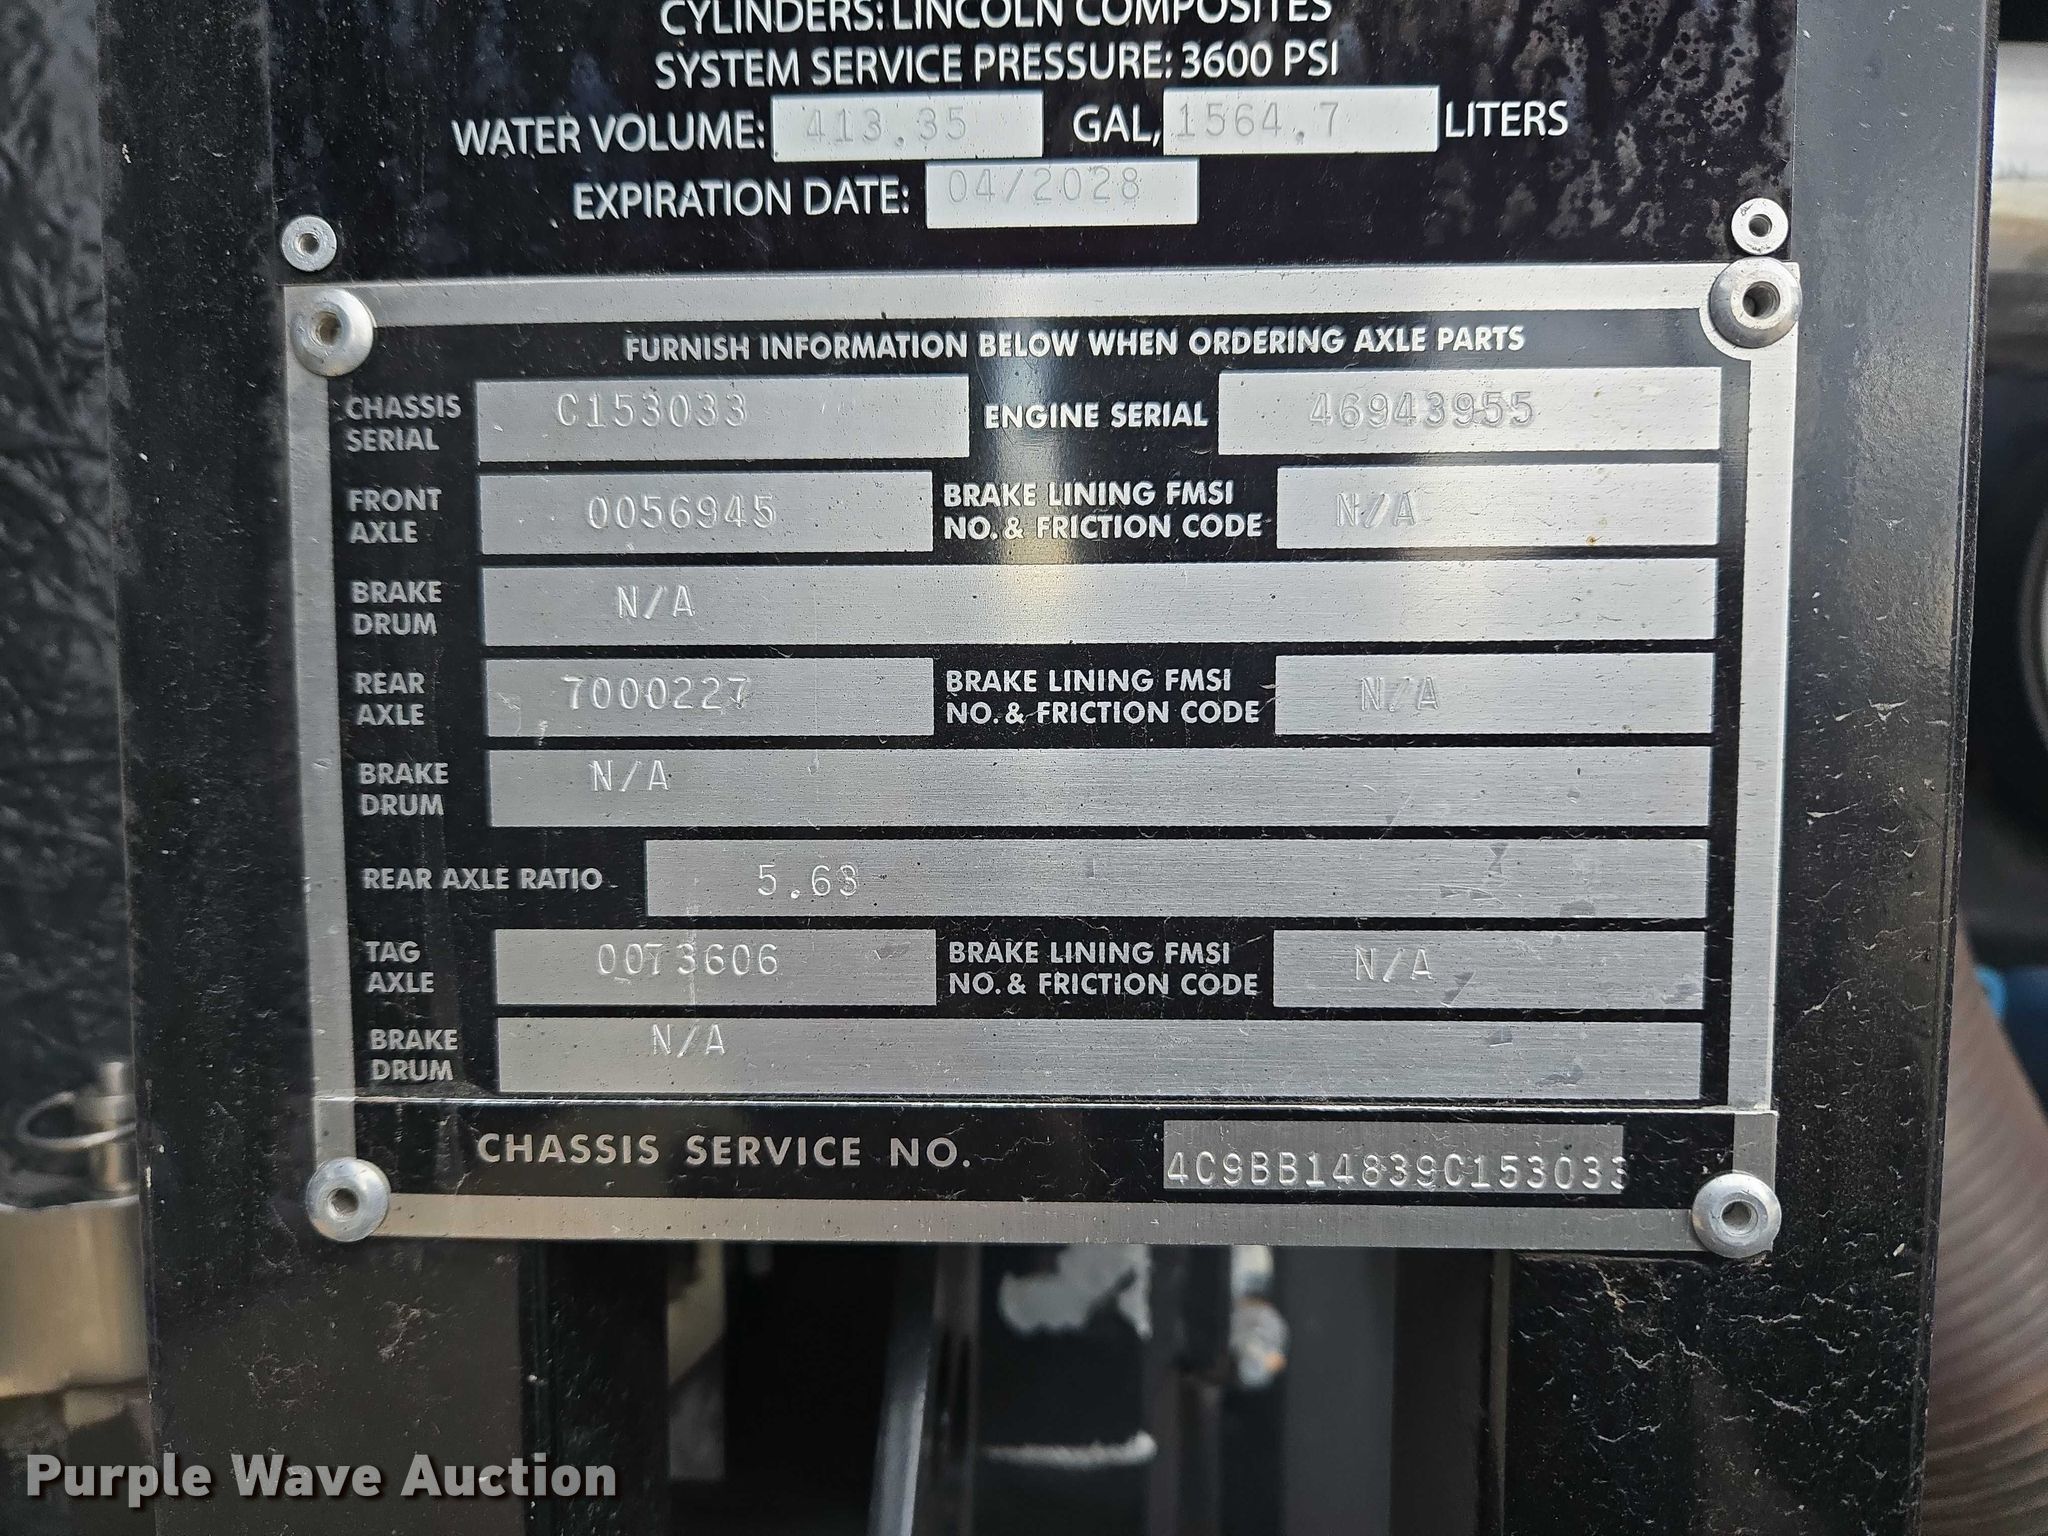 CYLINDERS: LINCOLN COMPOSITES
SYSTEM SERVICE PRESSURE: 3600 PSI
WATER VOLUME: 413.35 GAL, 1564.7 LITERS
EXPIRATION DATE: 04/2028
FURNISH INFORMATION BELOW WHEN ORDERING AXLE PARTS
CHASSIS SERIAL C153033 ENGINE SERIAL 46943955
FRONT AXLE 0056945 BRAKE LINING FMSI NO. & FRICTION CODE N/A
BRAKE DRUM N/A
REAR AXLE 7000227 BRAKE LINING FMSI NO. & FRICTION CODE N/A
BRAKE DRUM N/A
REAR AXLE RATIO 5.63
TAG AXLE 0073606 BRAKE LINING FMSI NO. & FRICTION CODE N/A
BRAKE DRUM N/A
CHASSIS SERVICE NO. 4C9BB14839C153033
Purple Wave Auction